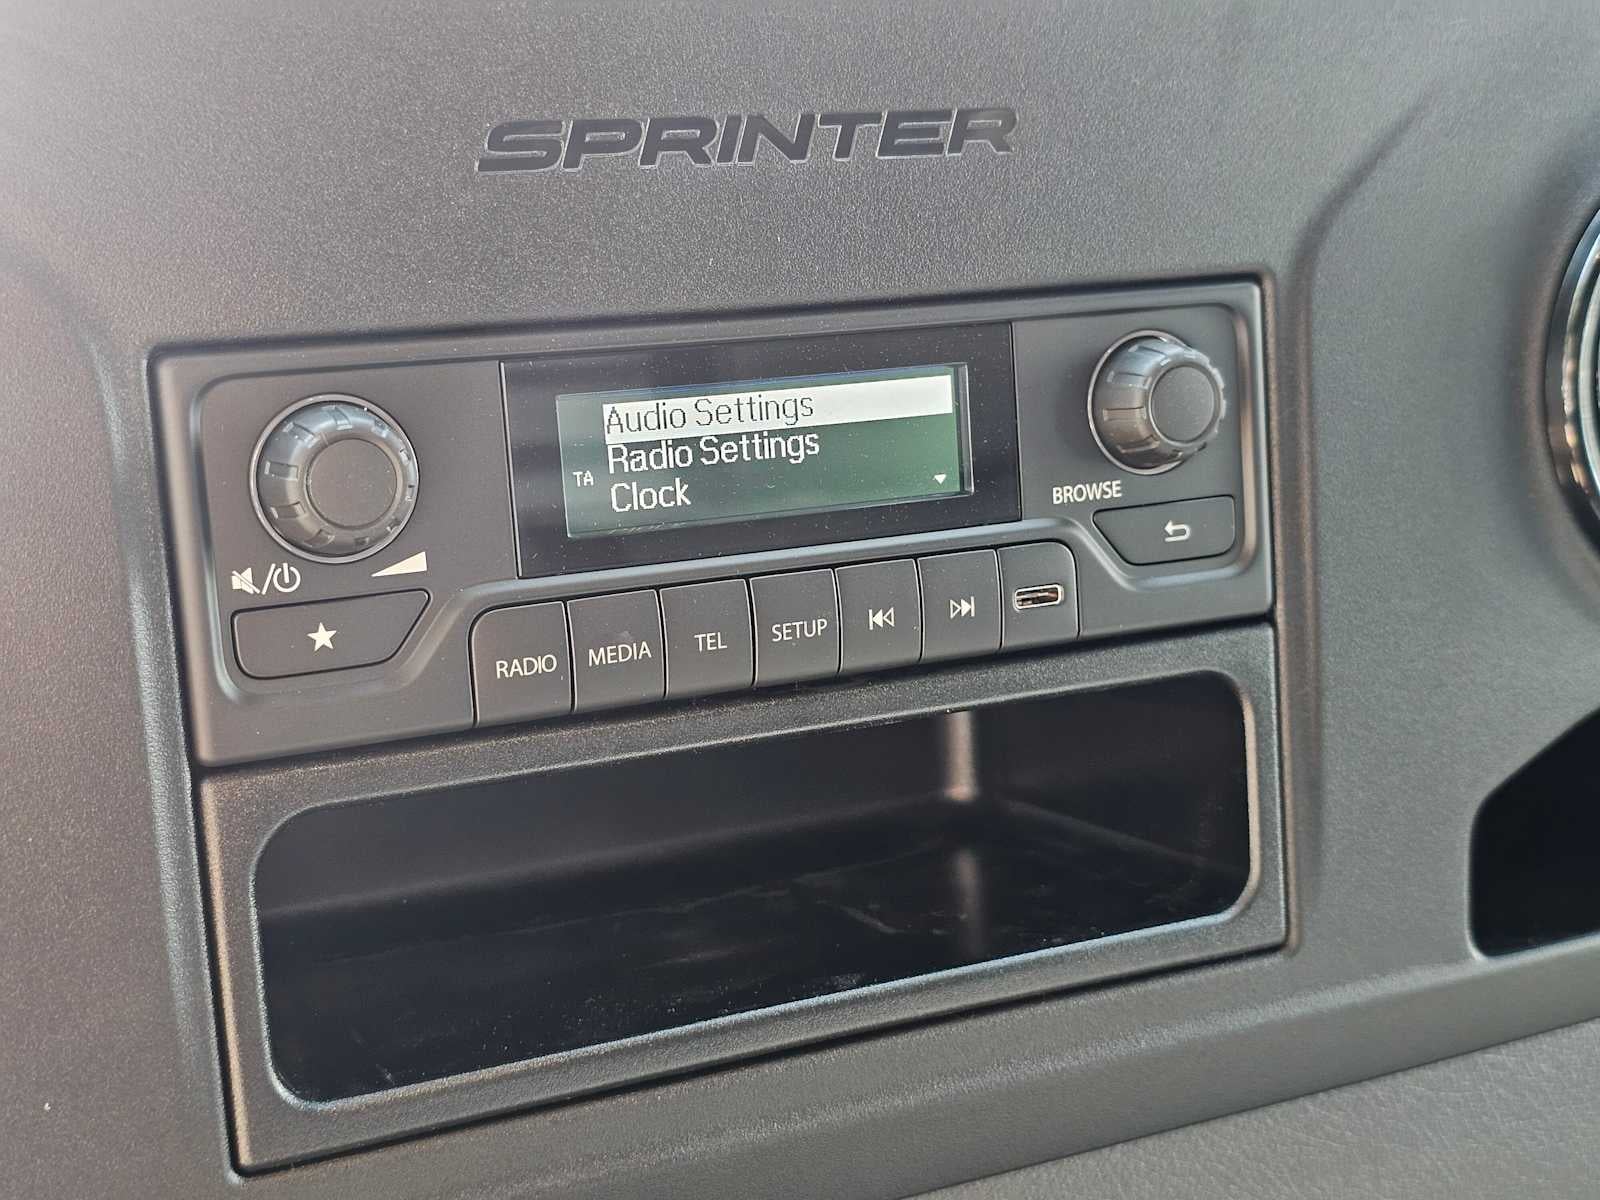 SPRINTER
Audio Settings
Radio Settings
TA
Clock
BROWSE
RADIO
MEDIA
TEL
SETUP